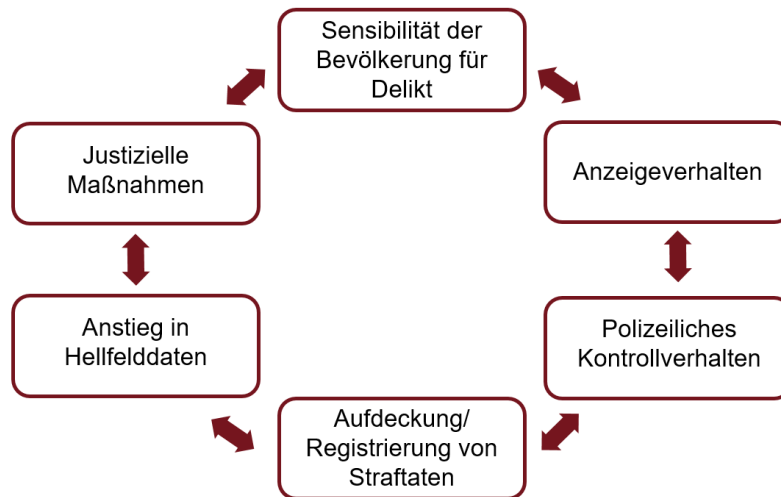 Sensibilität der
Bevölkerung für
Delikt
Justizielle
Maßnahmen
Anzeigeverhalten
Anstieg in
Hellfelddaten
Polizeiliches
Kontrollverhalten
Aufdeckung/
Registrierung von
Straftaten